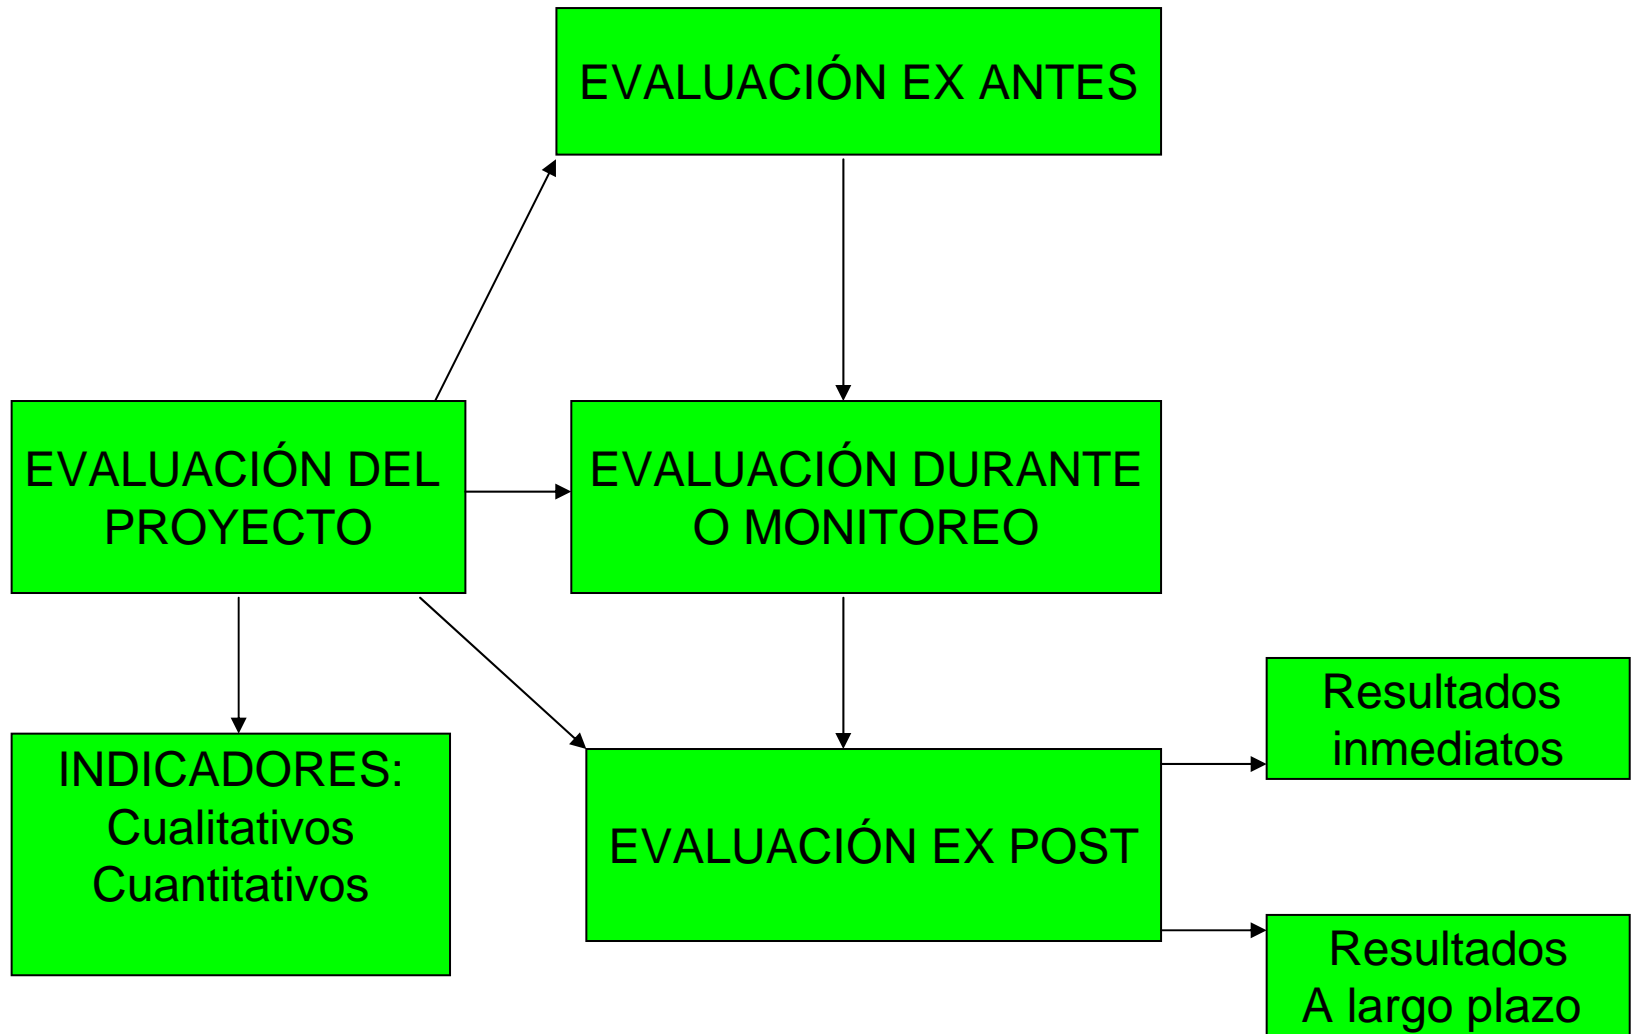 EVALUACIÓN EX ANTES
EVALUACIÓN DEL
PROYECTO
EVALUACIÓN DURANTE
O MONITOREO
INDICADORES:
Cualitativos
Cuantitativos
EVALUACIÓN EX POST
Resultados
inmediatos
Resultados
A largo plazo